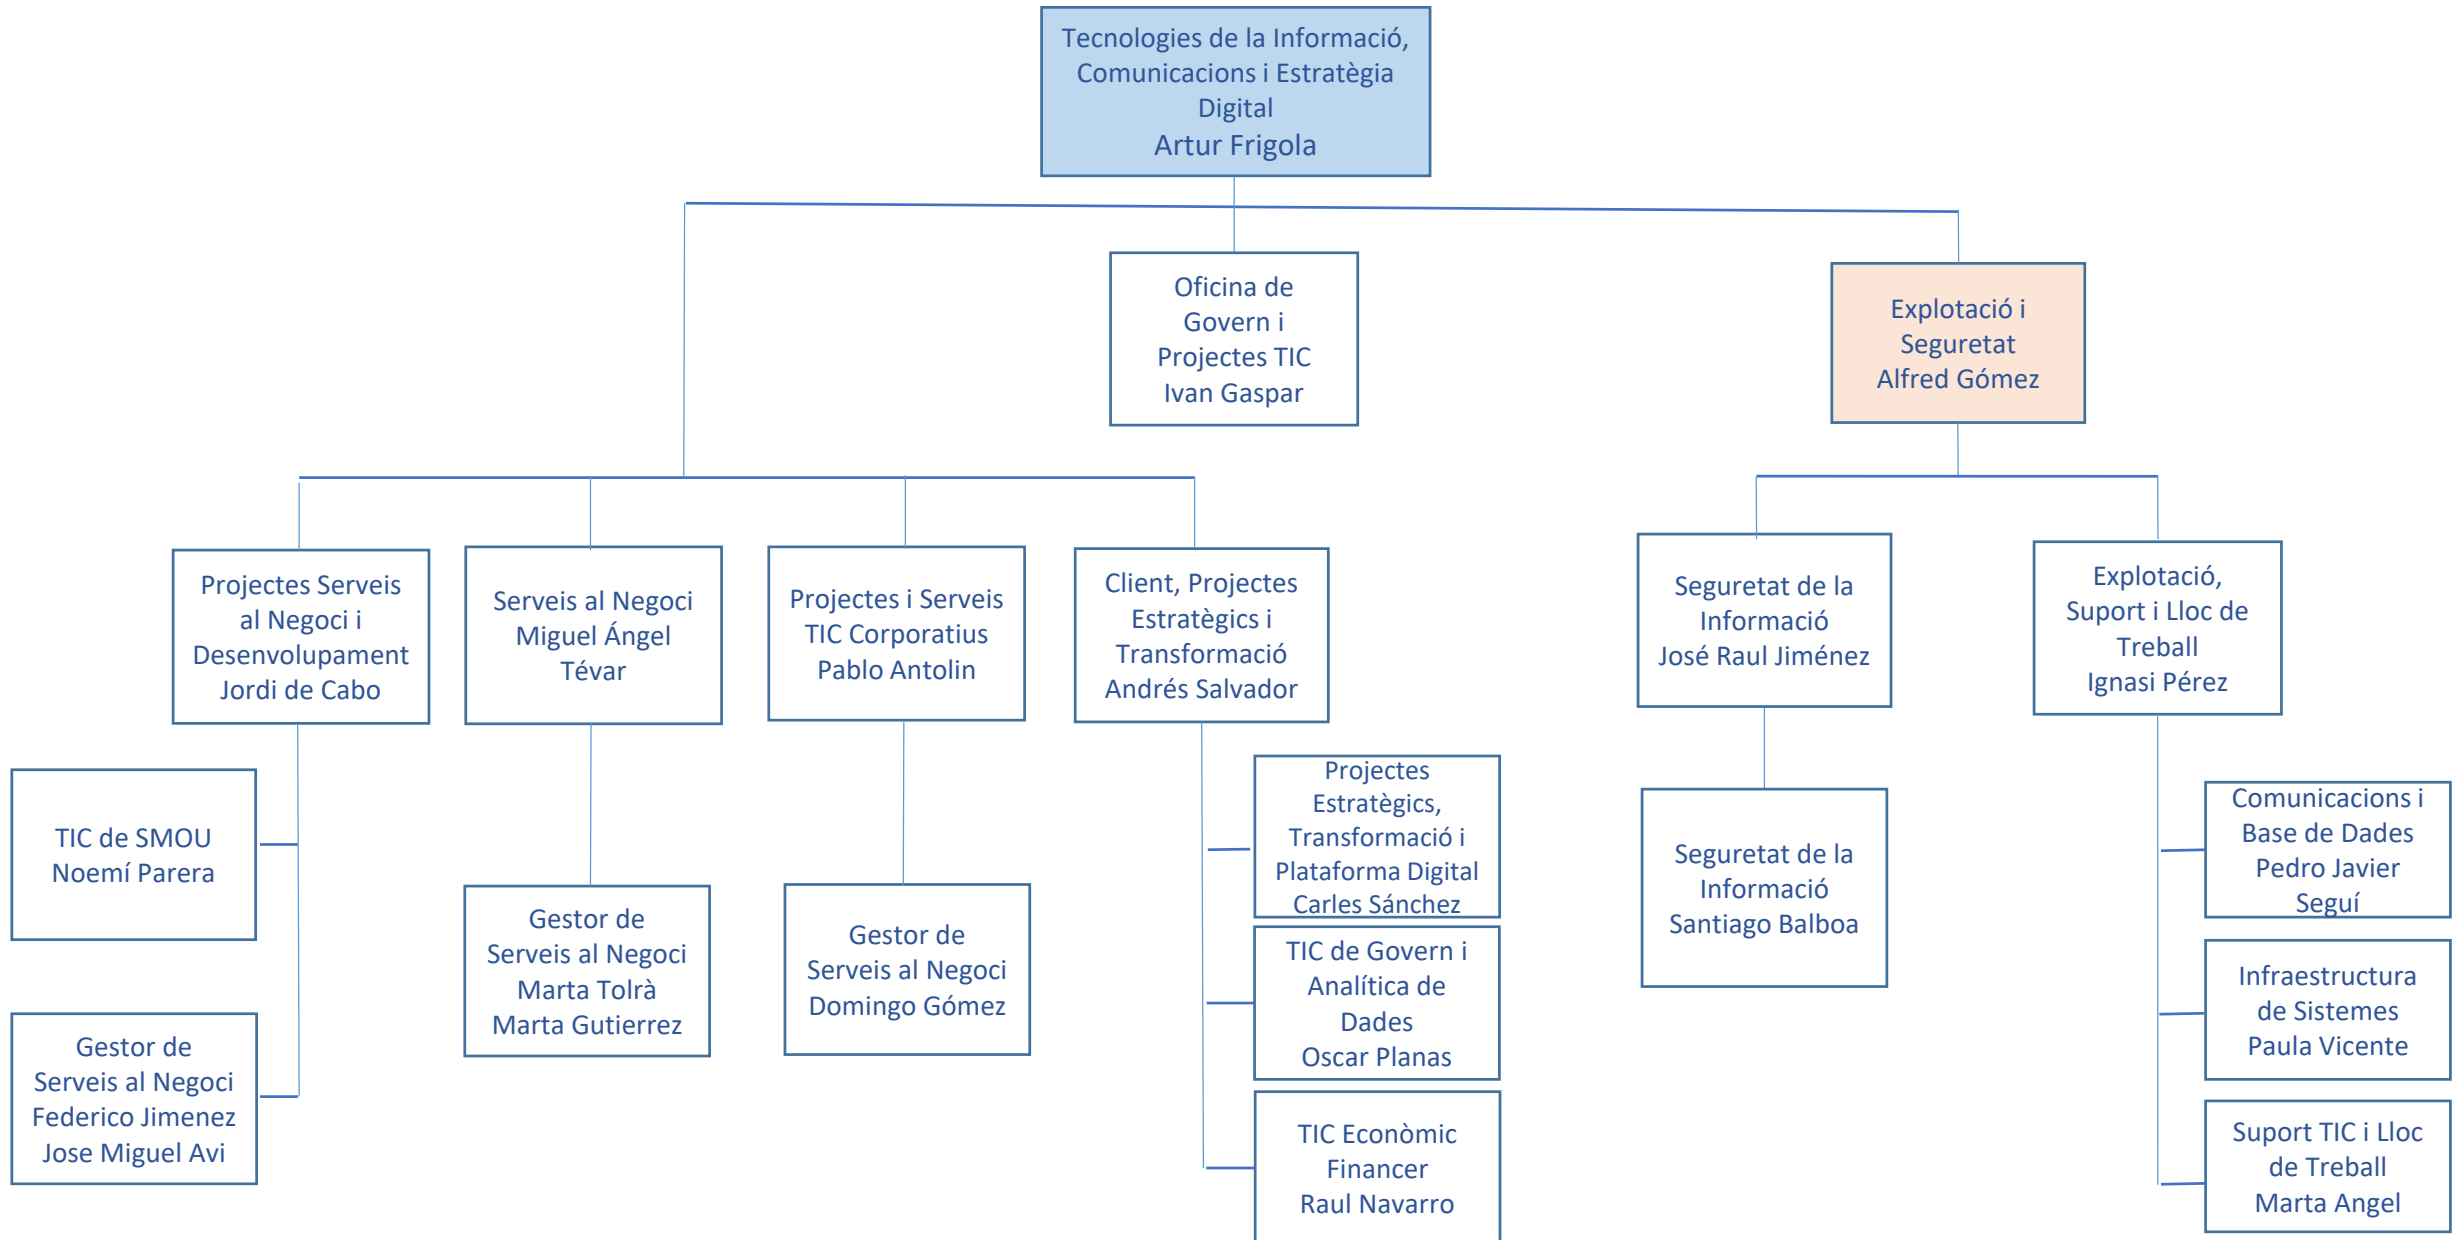 Tecnologies de la Informació,
Comunicacions i Estratègia
Digital
Artur Frigola
Oficina de
Govern i
Projectes TIC
Ivan Gaspar
Explotació i
Seguretat
Alfred Gómez
Projectes Serveis
al Negoci i
Desenvolupament
Jordi de Cabo
Serveis al Negoci
Miguel Ángel
Tévar
Projectes i Serveis
TIC Corporatius
Pablo Antolin
Client, Projectes
Estratègics i
Transformació
Andrés Salvador
Seguretat de la
Informació
José Raul Jiménez
Explotació,
Suport i Lloc de
Treball
Ignasi Pérez
TIC de SMOU
Noemí Parera
Gestor de
Serveis al Negoci
Federico Jimenez
Jose Miguel Avi
Gestor de
Serveis al Negoci
Marta Tolrà
Marta Gutierrez
Gestor de
Serveis al Negoci
Domingo Gómez
Projectes
Estratègics,
Transformació i
Plataforma Digital
Carles Sánchez
TIC de Govern i
Analítica de
Dades
Oscar Planas
TIC Econòmic
Financer
Raul Navarro
Seguretat de la
Informació
Santiago Balboa
Comunicacions i
Base de Dades
Pedro Javier
Seguí
Infraestructura
de Sistemes
Paula Vicente
Suport TIC i Lloc
de Treball
Marta Angel